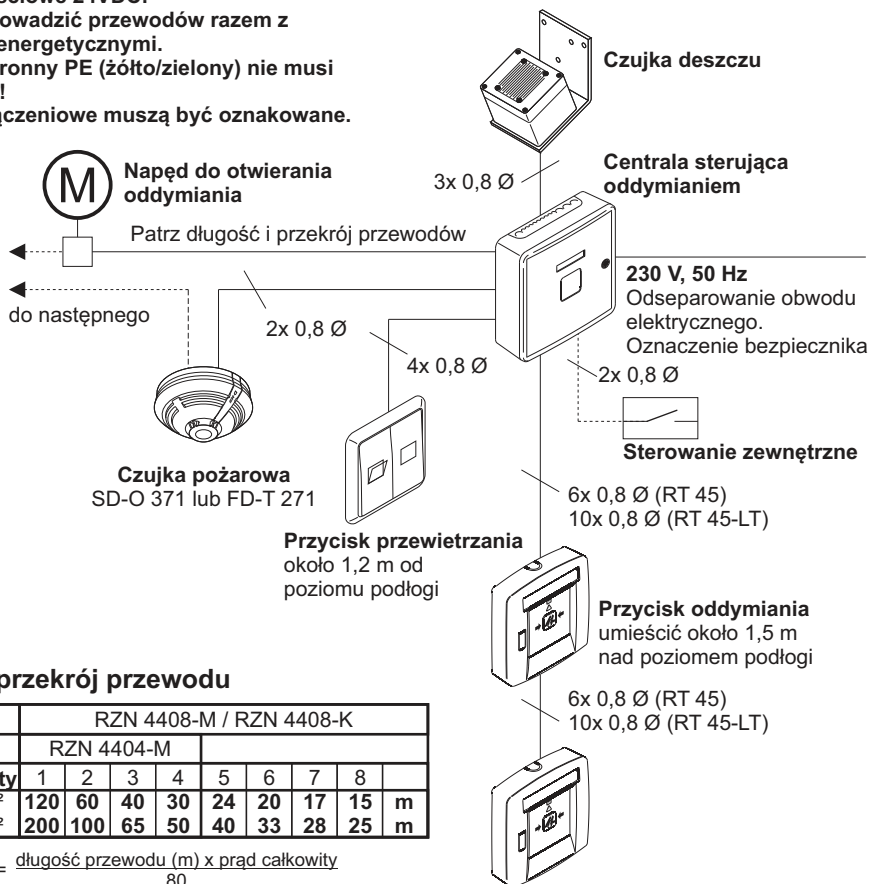 ściowe 24VDC.
owadzić przewodów razem z
energetycznymi.
ronny PE (żółto/zielony) nie musi
!
ączeniowe muszą być oznakowane.
Czujka deszczu
M
Napęd do otwierania
oddymiania
3x 0,8 Ø
Centrala sterująca
oddymianiem
Patrz długość i przekrój przewodów
230 V, 50 Hz
Odseparowanie obwodu
elektrycznego.
Oznaczenie bezpiecznika
do następnego
2x 0,8 Ø
4x 0,8 Ø
2x 0,8 Ø
Sterowanie zewnętrzne
Czujka pożarowa
SD-O 371 lub FD-T 271
6x 0,8 Ø (RT 45)
10x 0,8 Ø (RT 45-LT)
Przycisk przewietrzania
około 1,2 m od
poziomu podłogi
Przycisk oddymiania
umieścić około 1,5 m
nad poziomem podłogi
6x 0,8 Ø (RT 45)
10x 0,8 Ø (RT 45-LT)
przekrój przewodu
RZN 4408-M / RZN 4408-K
RZN 4404-M
ty 1 2 3 4 5 6 7 8
² 120 60 40 30 24 20 17 15 m
² 200 100 65 50 40 33 28 25 m
= długość przewodu (m) x prąd całkowity
80